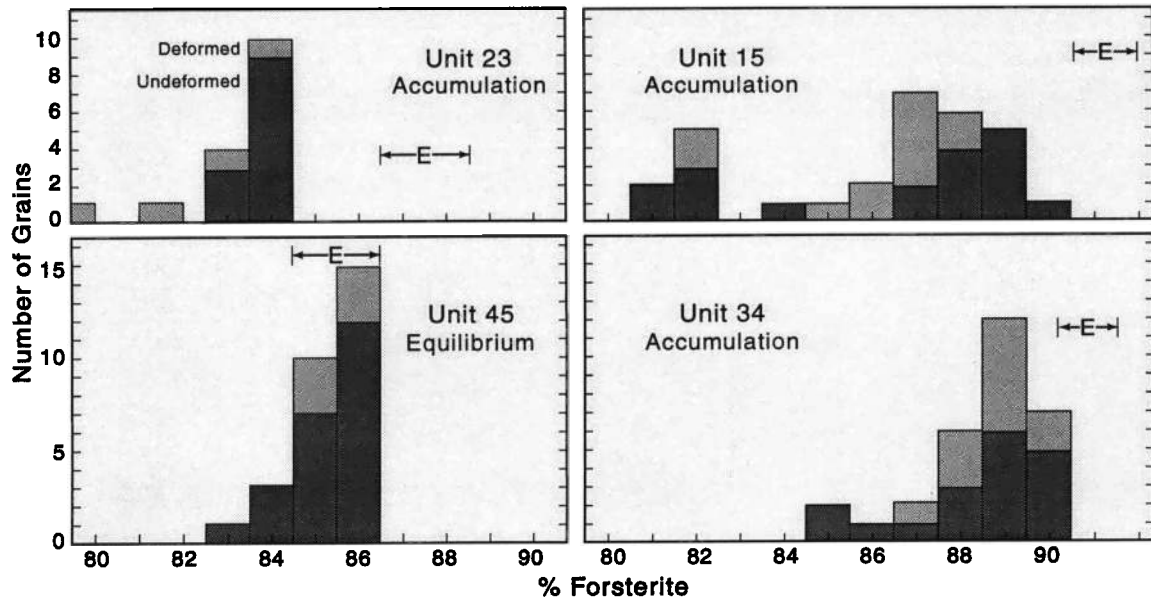 10
8
6
4
2
0
Deformed
Undeformed
Unit 23
Accumulation
E
Unit 15
Accumulation
E
Number of Grains
15
10
5
0
E
Unit 45
Equilibrium
Unit 34
Accumulation
E
80 82 84 86 88 90
80 82 84 86 88 90
% Forsterite